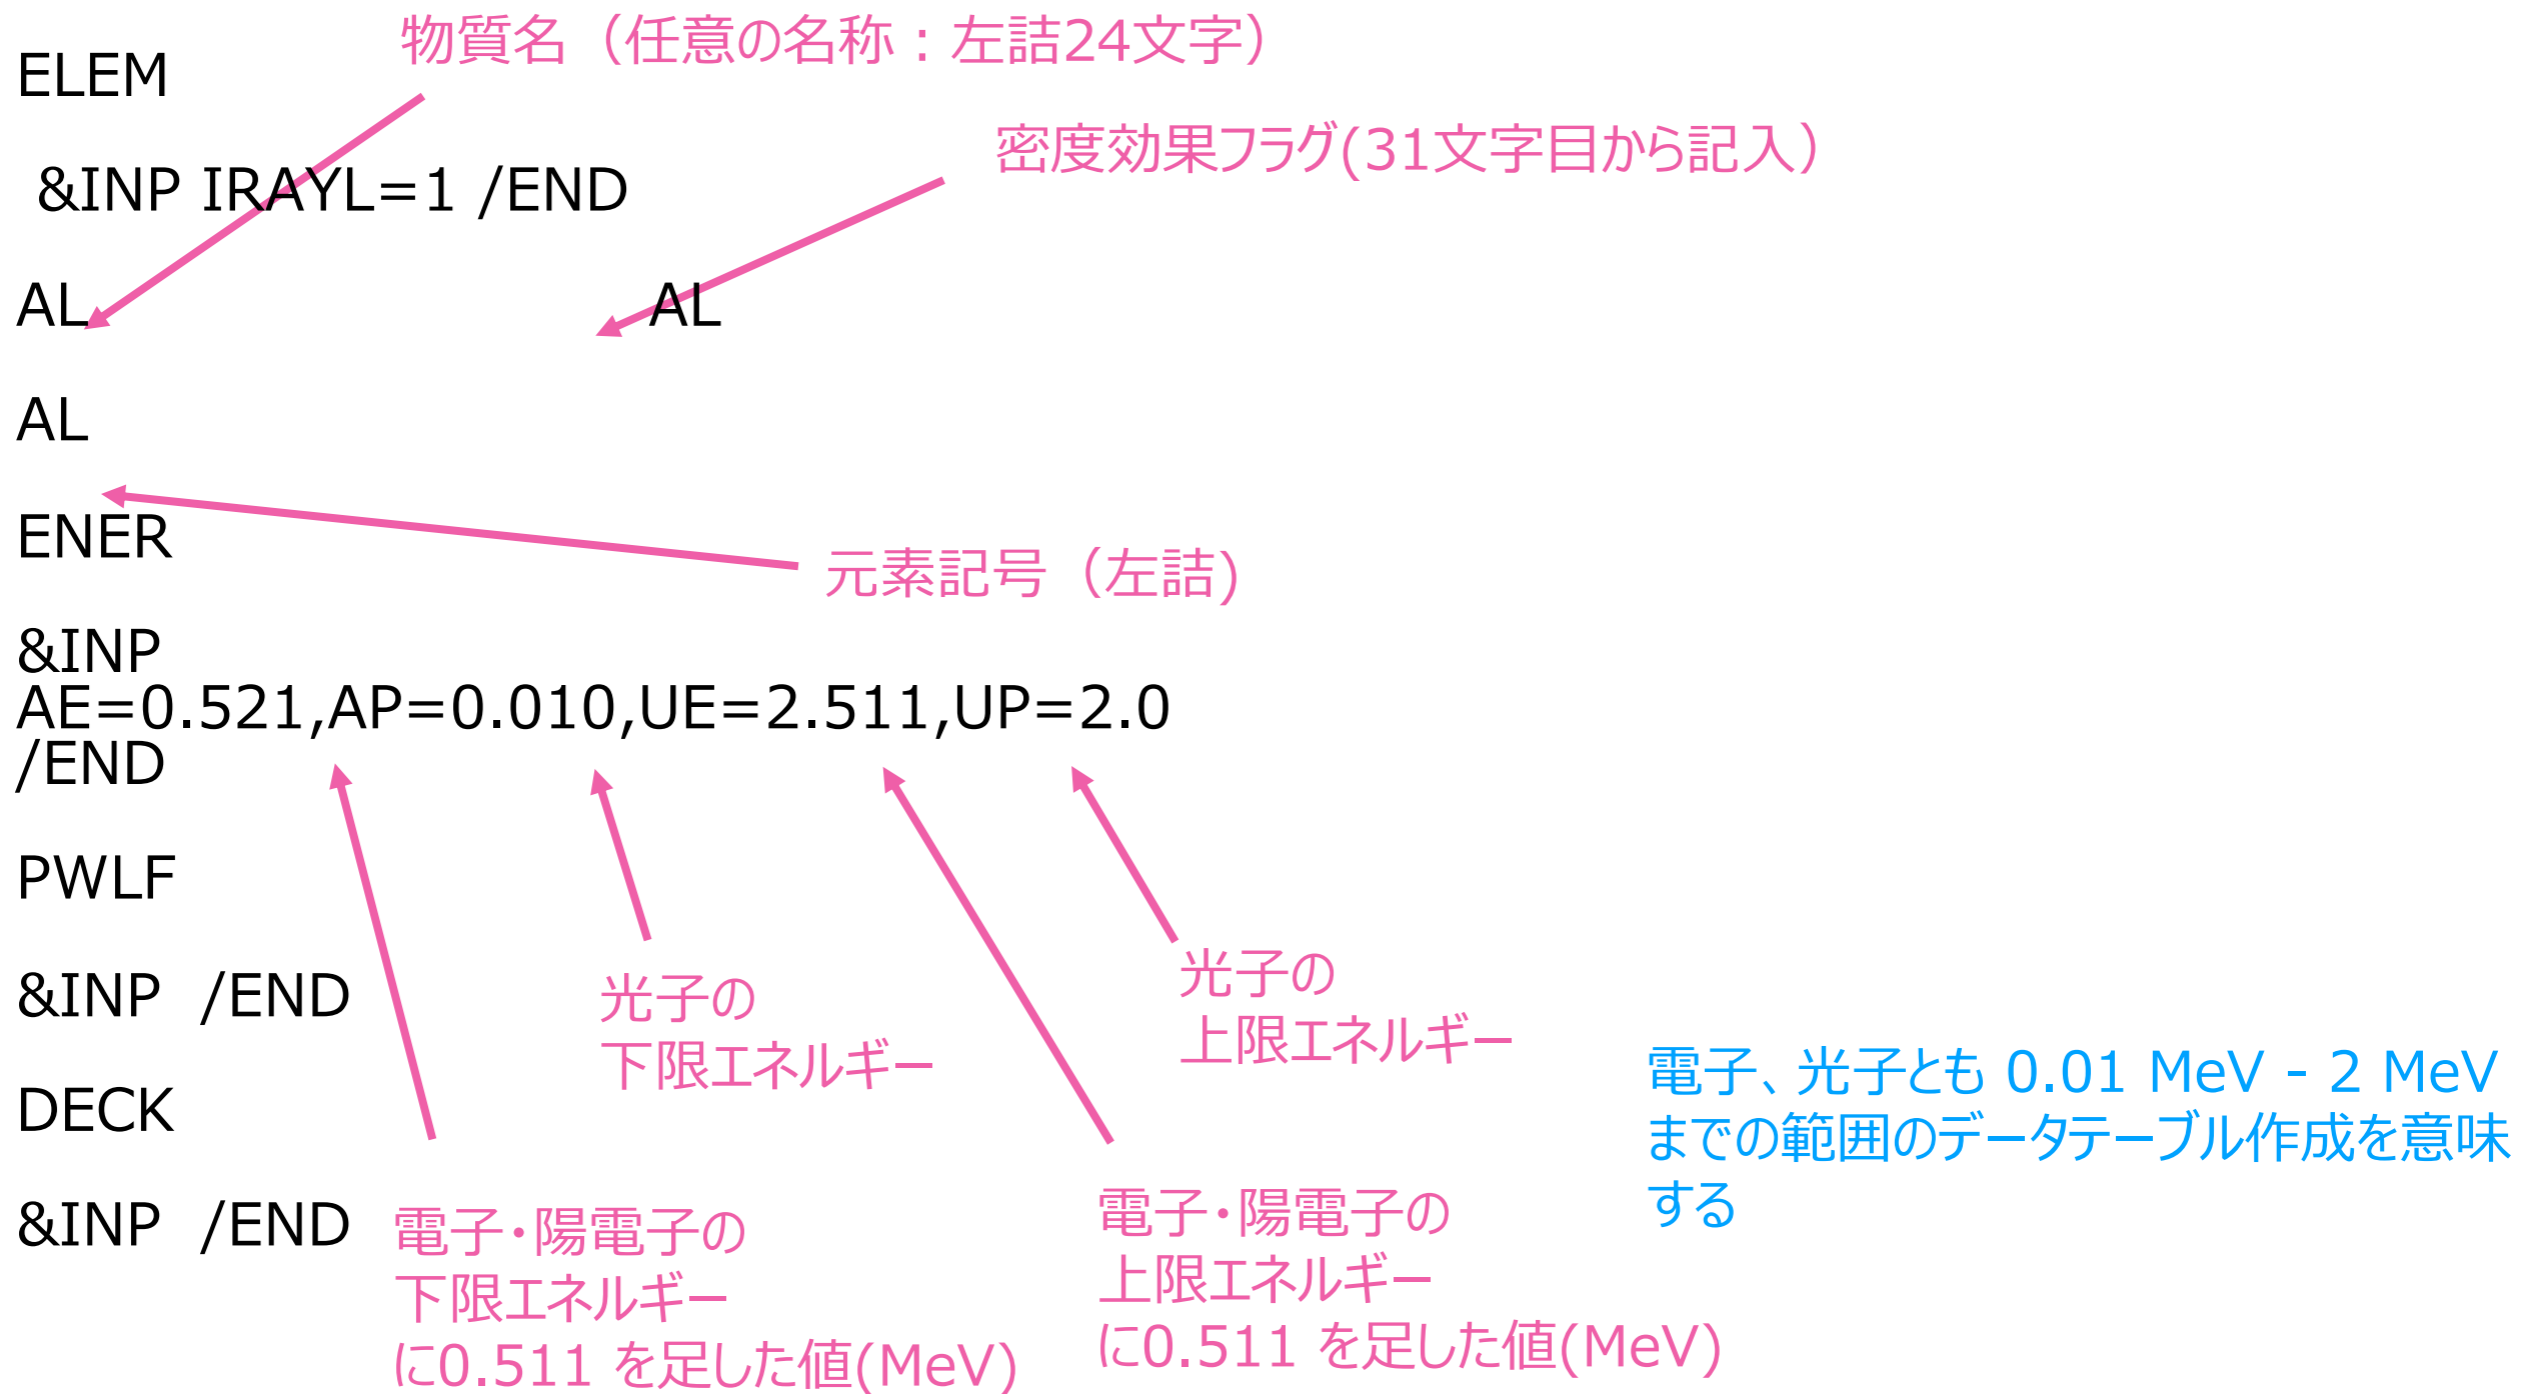 物質名（任意の名称：左詰24文字）
ELEM
密度効果フラグ(31文字目から記入）
&INP IRAYL=1 /END
AL AL
AL
ENER
元素記号（左詰)
&INP
AE=0.521,AP=0.010,UE=2.511,UP=2.0
/END
PWLF
&INP /END
光子の
下限エネルギー
光子の
上限エネルギー
電子、光子とも 0.01 MeV - 2 MeV
までの範囲のデータテーブル作成を意味
する
DECK
&INP /END
電子・陽電子の
下限エネルギー
に0.511 を足した値(MeV)
電子・陽電子の
上限エネルギー
に0.511 を足した値(MeV)